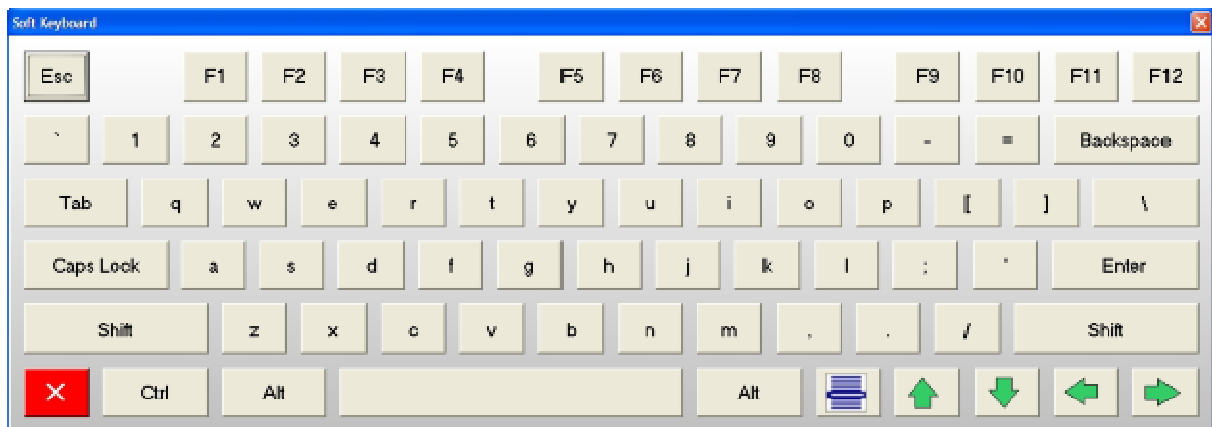 Soft Keyboard
Esc F1 F2 F3 F4 F5 F6 F7 F8 F9 F10 F11 F12
` 1 2 3 4 5 6 7 8 9 0 - = Backspace
Tab q w e r t y u i o p [ ] \
Caps Lock a s d f g h j k l ; ' Enter
Shift z x c v b n m , . / Shift
Ctrl Alt Alt